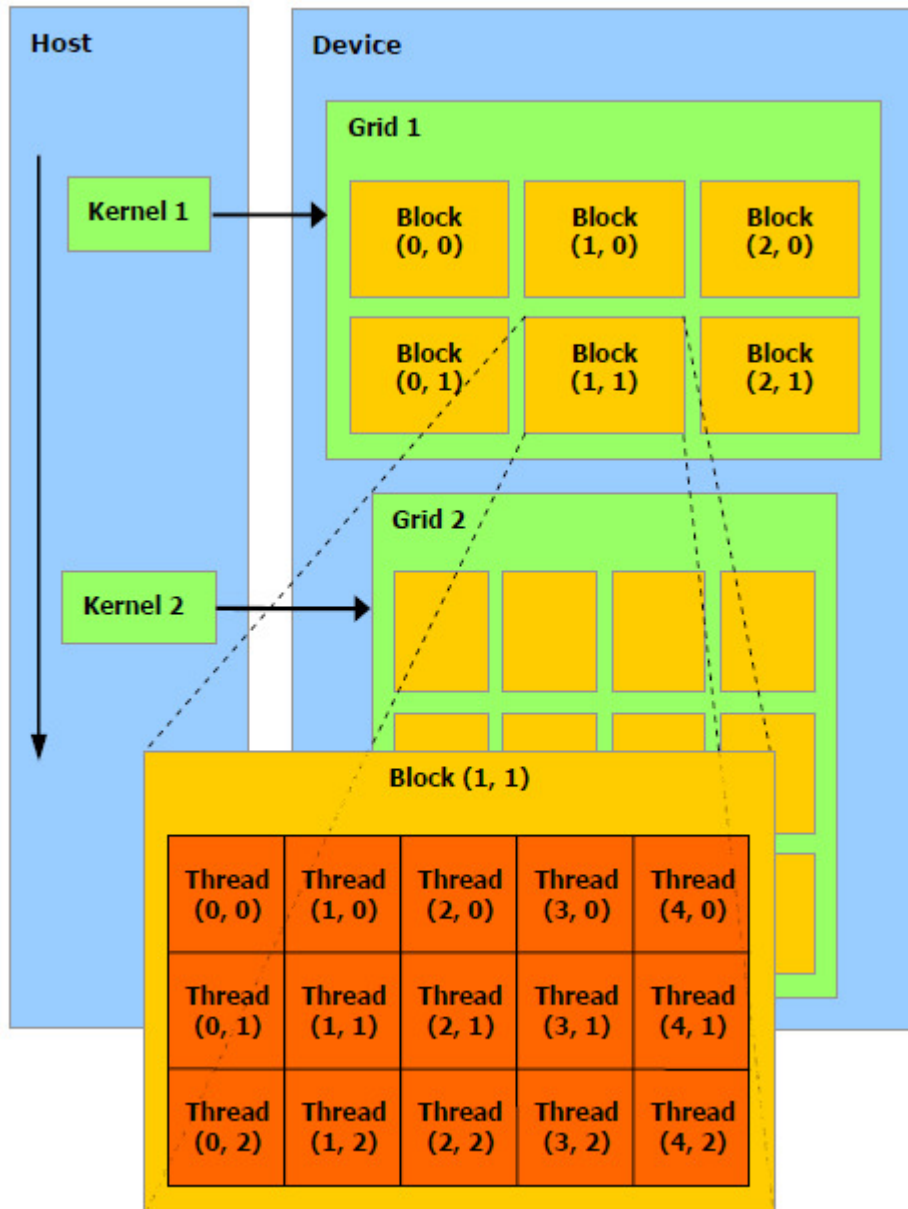 Host
Device
Grid 1
Kernel 1
Block
(0, 0)
Block
(1, 0)
Block
(2, 0)
Block
(0, 1)
Block
(1, 1)
Block
(2, 1)
Grid 2
Kernel 2
Block (1, 1)
Thread
(0, 0)
Thread
(1, 0)
Thread
(2, 0)
Thread
(3, 0)
Thread
(4, 0)
Thread
(0, 1)
Thread
(1, 1)
Thread
(2, 1)
Thread
(3, 1)
Thread
(4, 1)
Thread
(0, 2)
Thread
(1, 2)
Thread
(2, 2)
Thread
(3, 2)
Thread
(4, 2)